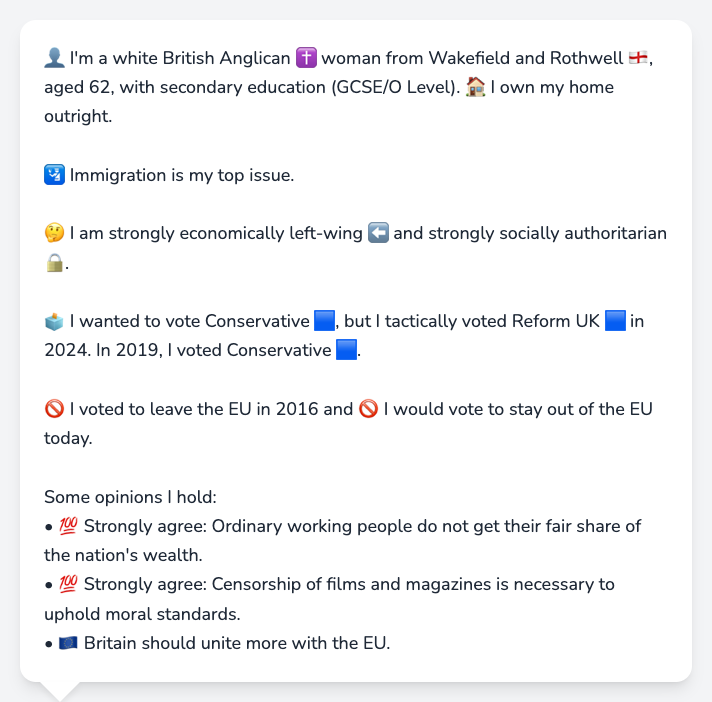 👤 I'm a white British Anglican ✝️ woman from Wakefield and Rothwell 🏴󠁧󠁢󠁥󠁮󠁧󠁿,
aged 62, with secondary education (GCSE/O Level). 🏠 I own my home
outright.
🛂 Immigration is my top issue.
🤔 I am strongly economically left-wing ⬅️ and strongly socially authoritarian
🔒.
🗳️ I wanted to vote Conservative 🟦, but I tactically voted Reform UK 🟦 in
2024. In 2019, I voted Conservative 🟦.
🚫 I voted to leave the EU in 2016 and 🚫 I would vote to stay out of the EU
today.
Some opinions I hold:
• 💯 Strongly agree: Ordinary working people do not get their fair share of
the nation's wealth.
• 💯 Strongly agree: Censorship of films and magazines is necessary to
uphold moral standards.
• 🇪🇺 Britain should unite more with the EU.